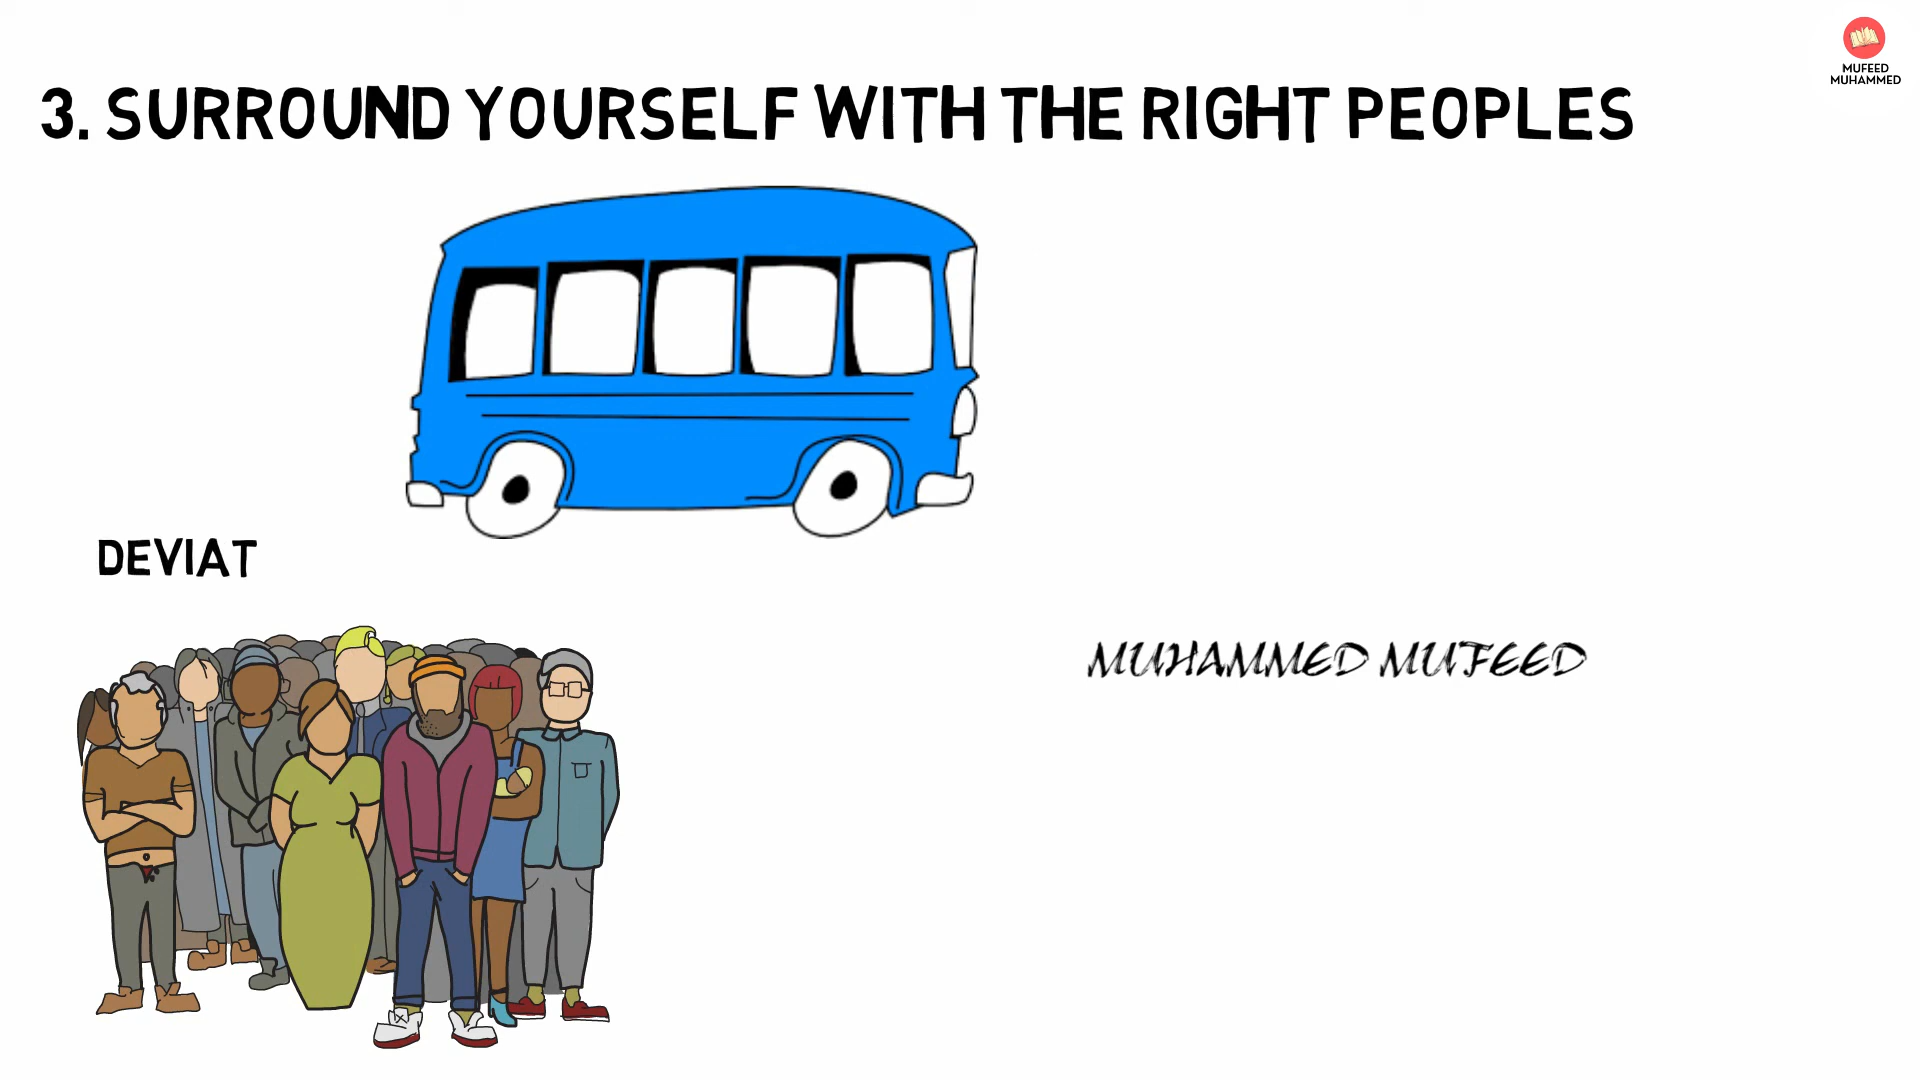 MUFEED
MUHAMMED
3. SURROUND YOURSELF WITH THE RIGHT PEOPLES
DEVIAT
MUHAMMED MUFEED